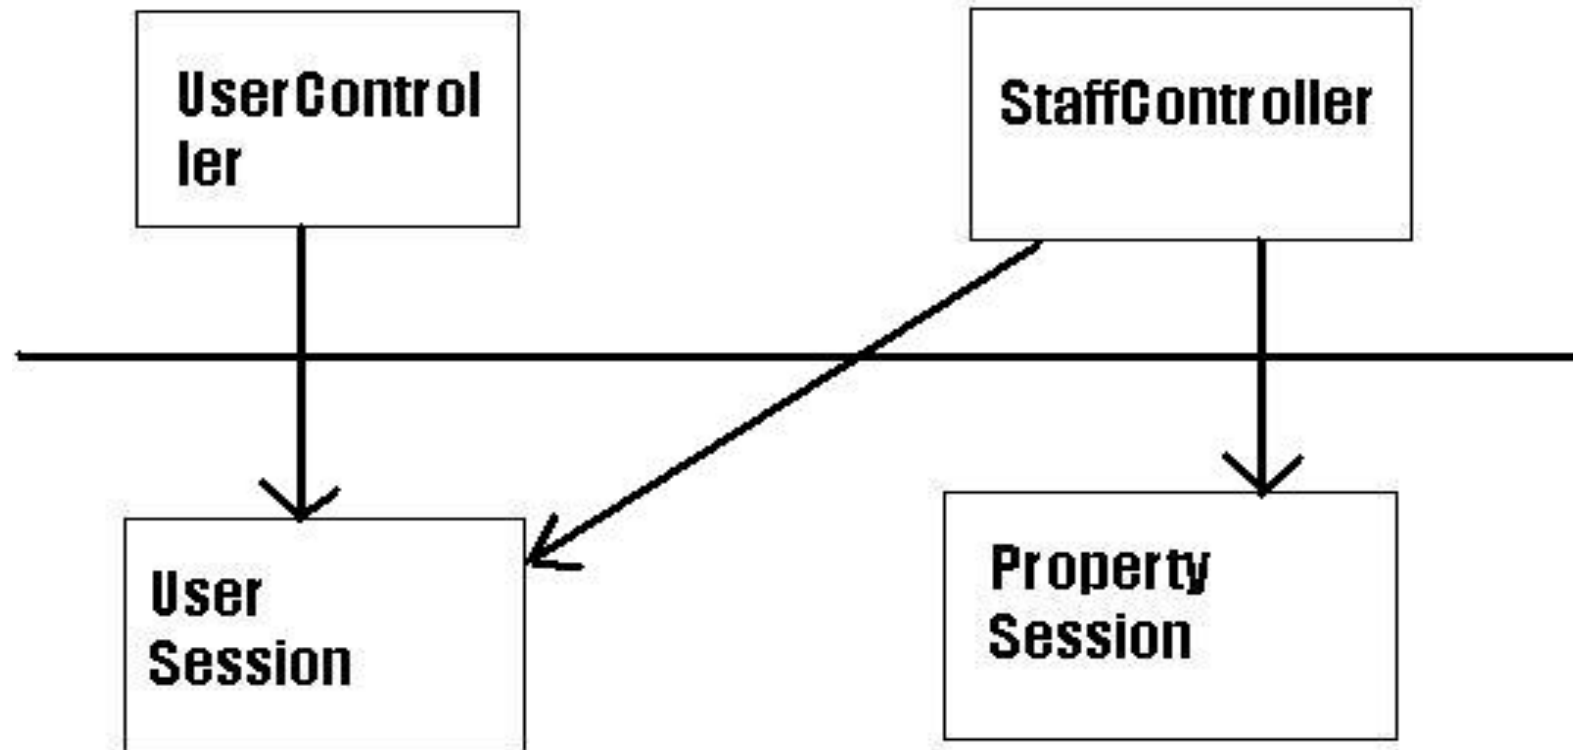 UserControl
ler
StaffController
User
Session
Property
Session